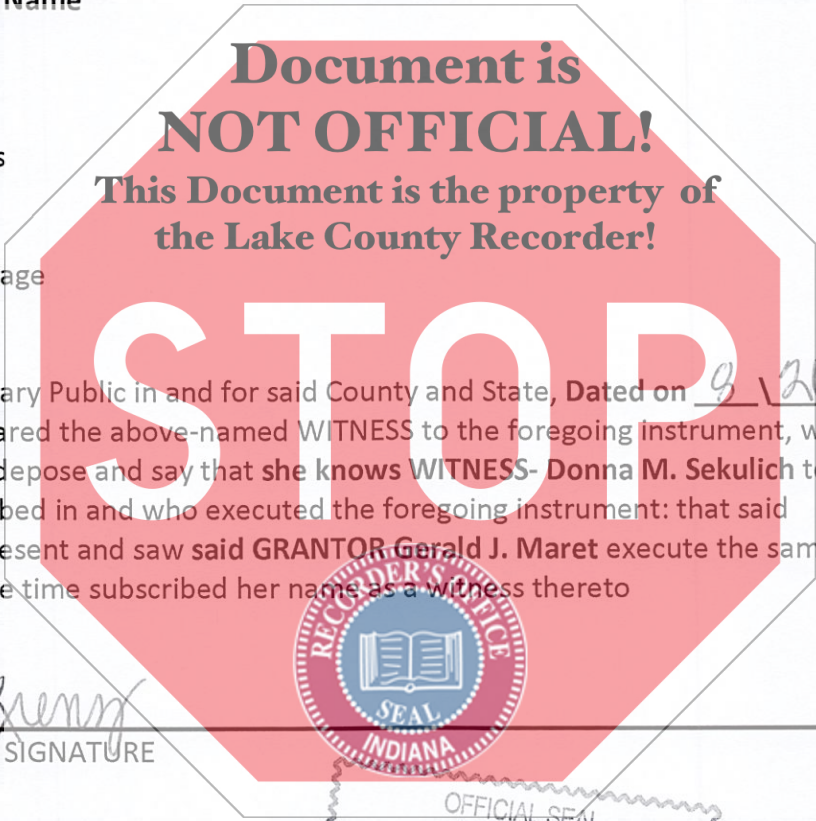 Name
Document is
NOT OFFICIAL!
s
This Document is the property of
the Lake County Recorder!
age
STOP
ary Public in and for said County and State, Dated on 8 \ 2
ared the above-named WITNESS to the foregoing instrument, w
depose and say that she knows WITNESS- Donna M. Sekulich to
bed in and who executed the foregoing instrument: that said
esent and saw said GRANTOR Gerald J. Maret execute the sam
e time subscribed her name as a witness thereto
RECORDER'S OFFICE
SEAL
INDIANA
SIGNATURE
OFFICIAL SEAL